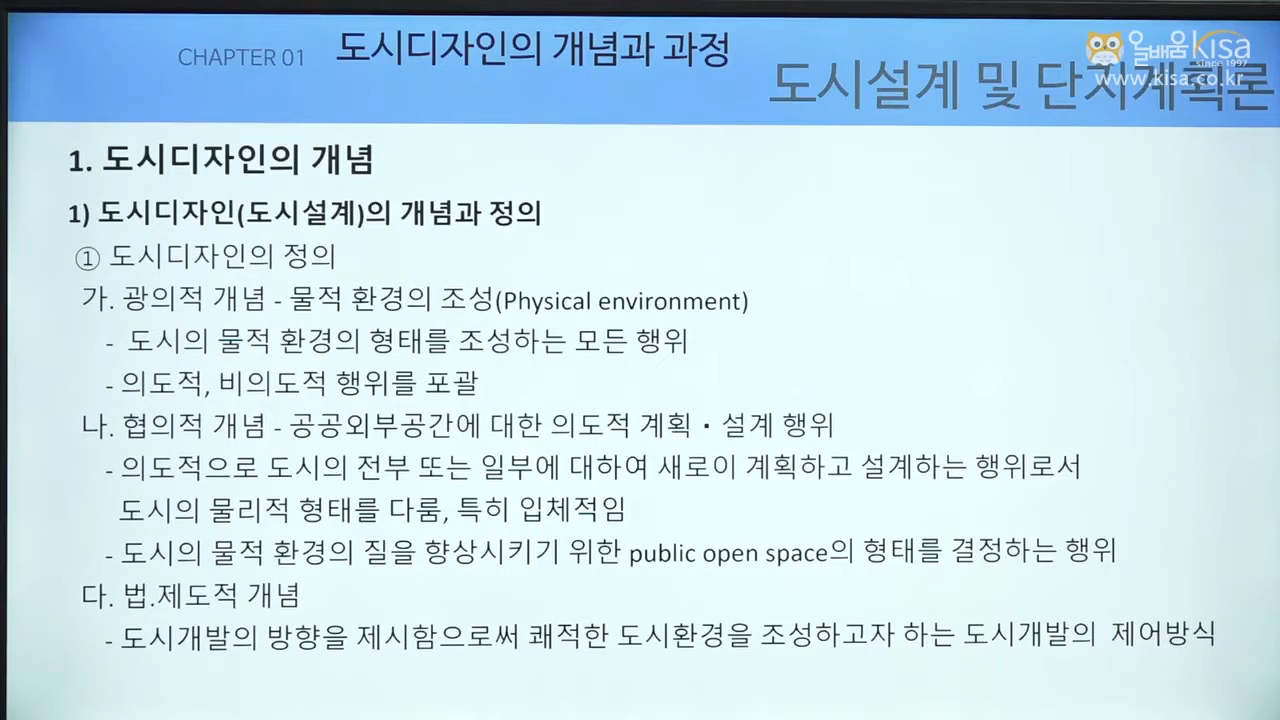 CHAPTER 01 도시디자인의 개념과 과정
일배움kisa
since 1997
www.kisa.co.kr
도시설계 및 단지계획론
1. 도시디자인의 개념
1) 도시디자인(도시설계)의 개념과 정의
① 도시디자인의 정의
가. 광의적 개념 - 물적 환경의 조성(Physical environment)
- 도시의 물적 환경의 형태를 조성하는 모든 행위
- 의도적, 비의도적 행위를 포괄
나. 협의적 개념 - 공공외부공간에 대한 의도적 계획・설계 행위
- 의도적으로 도시의 전부 또는 일부에 대하여 새로이 계획하고 설계하는 행위로서
도시의 물리적 형태를 다룸, 특히 입체적임
- 도시의 물적 환경의 질을 향상시키기 위한 public open space의 형태를 결정하는 행위
다. 법.제도적 개념
- 도시개발의 방향을 제시함으로써 쾌적한 도시환경을 조성하고자 하는 도시개발의 제어방식